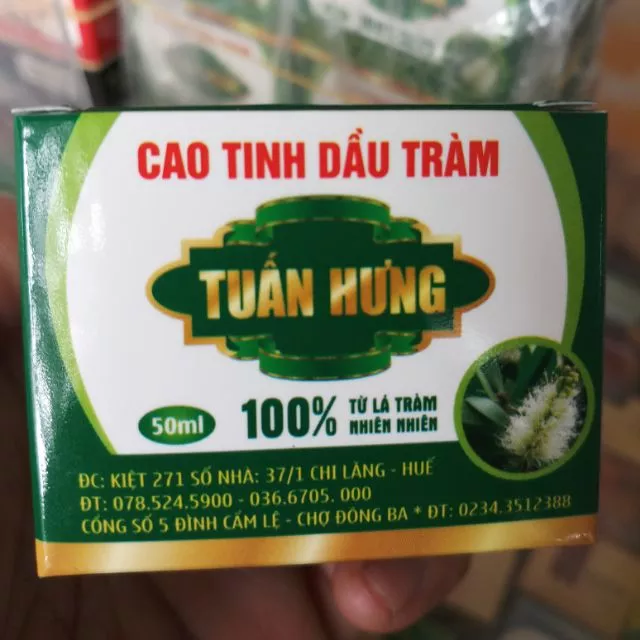 CAO TINH DẦU TRÀM
TUẤN HƯNG
50ml
100%
TỪ LÁ TRÀM
NHIÊN NHIÊN
ĐC: KIỆT 271 SỐ NHÀ: 37/1 CHI LĂNG - HUẾ
ĐT: 078.524.5900 - 036.6705. 000
CỔNG SỐ 5 ĐÌNH CẨM LỆ - CHỢ ĐÔNG BA * ĐT: 0234.3512388